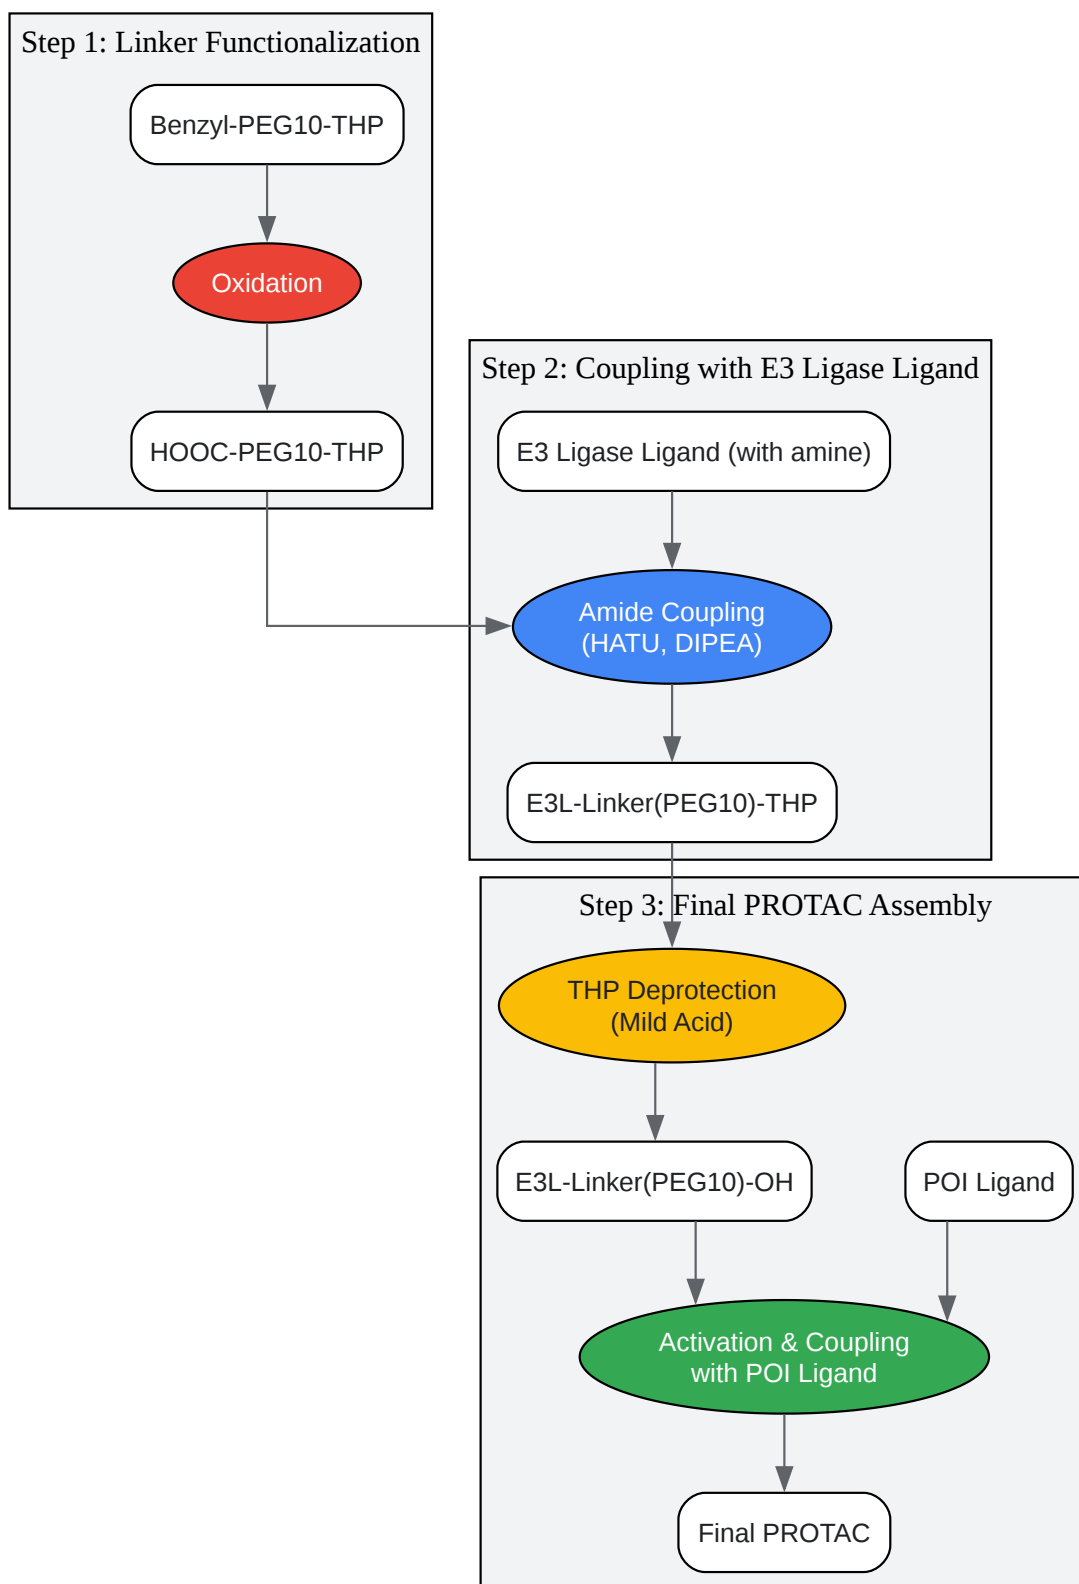 Step 1: Linker Functionalization
Benzyl-PEG10-THP
Oxidation
HOOC-PEG10-THP
Step 2: Coupling with E3 Ligase Ligand
E3 Ligase Ligand (with amine)
Amide Coupling
(HATU, DIPEA)
E3L-Linker(PEG10)-THP
Step 3: Final PROTAC Assembly
THP Deprotection
(Mild Acid)
E3L-Linker(PEG10)-OH
POI Ligand
Activation & Coupling
with POI Ligand
Final PROTAC